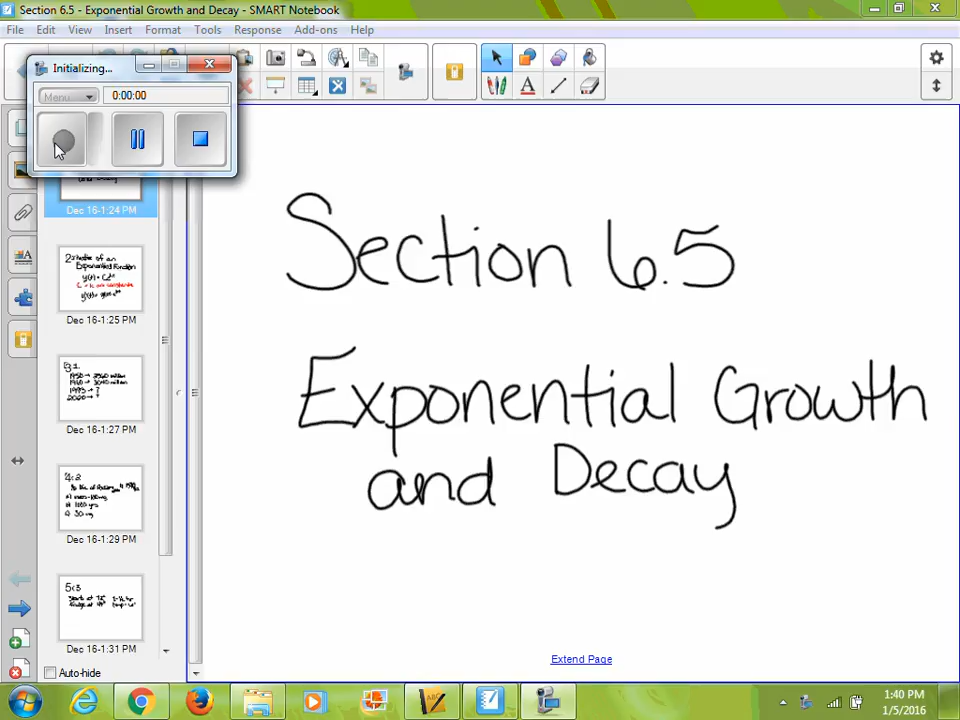 Section 6.5 - Exponential Growth and Decay - SMART Notebook
File Edit View Insert Format Tools Window Response Add-ons Help
Initializing...
Menu
0:00:00
Section 6.5
Exponential Growth
and Decay
Dec 16-1:24 PM
Exponential Function
Dec 16-1:25 PM
Dec 16-1:27 PM
Dec 16-1:29 PM
Dec 16-1:31 PM
Auto-hide
Extend Page
1:40 PM
1/5/2016